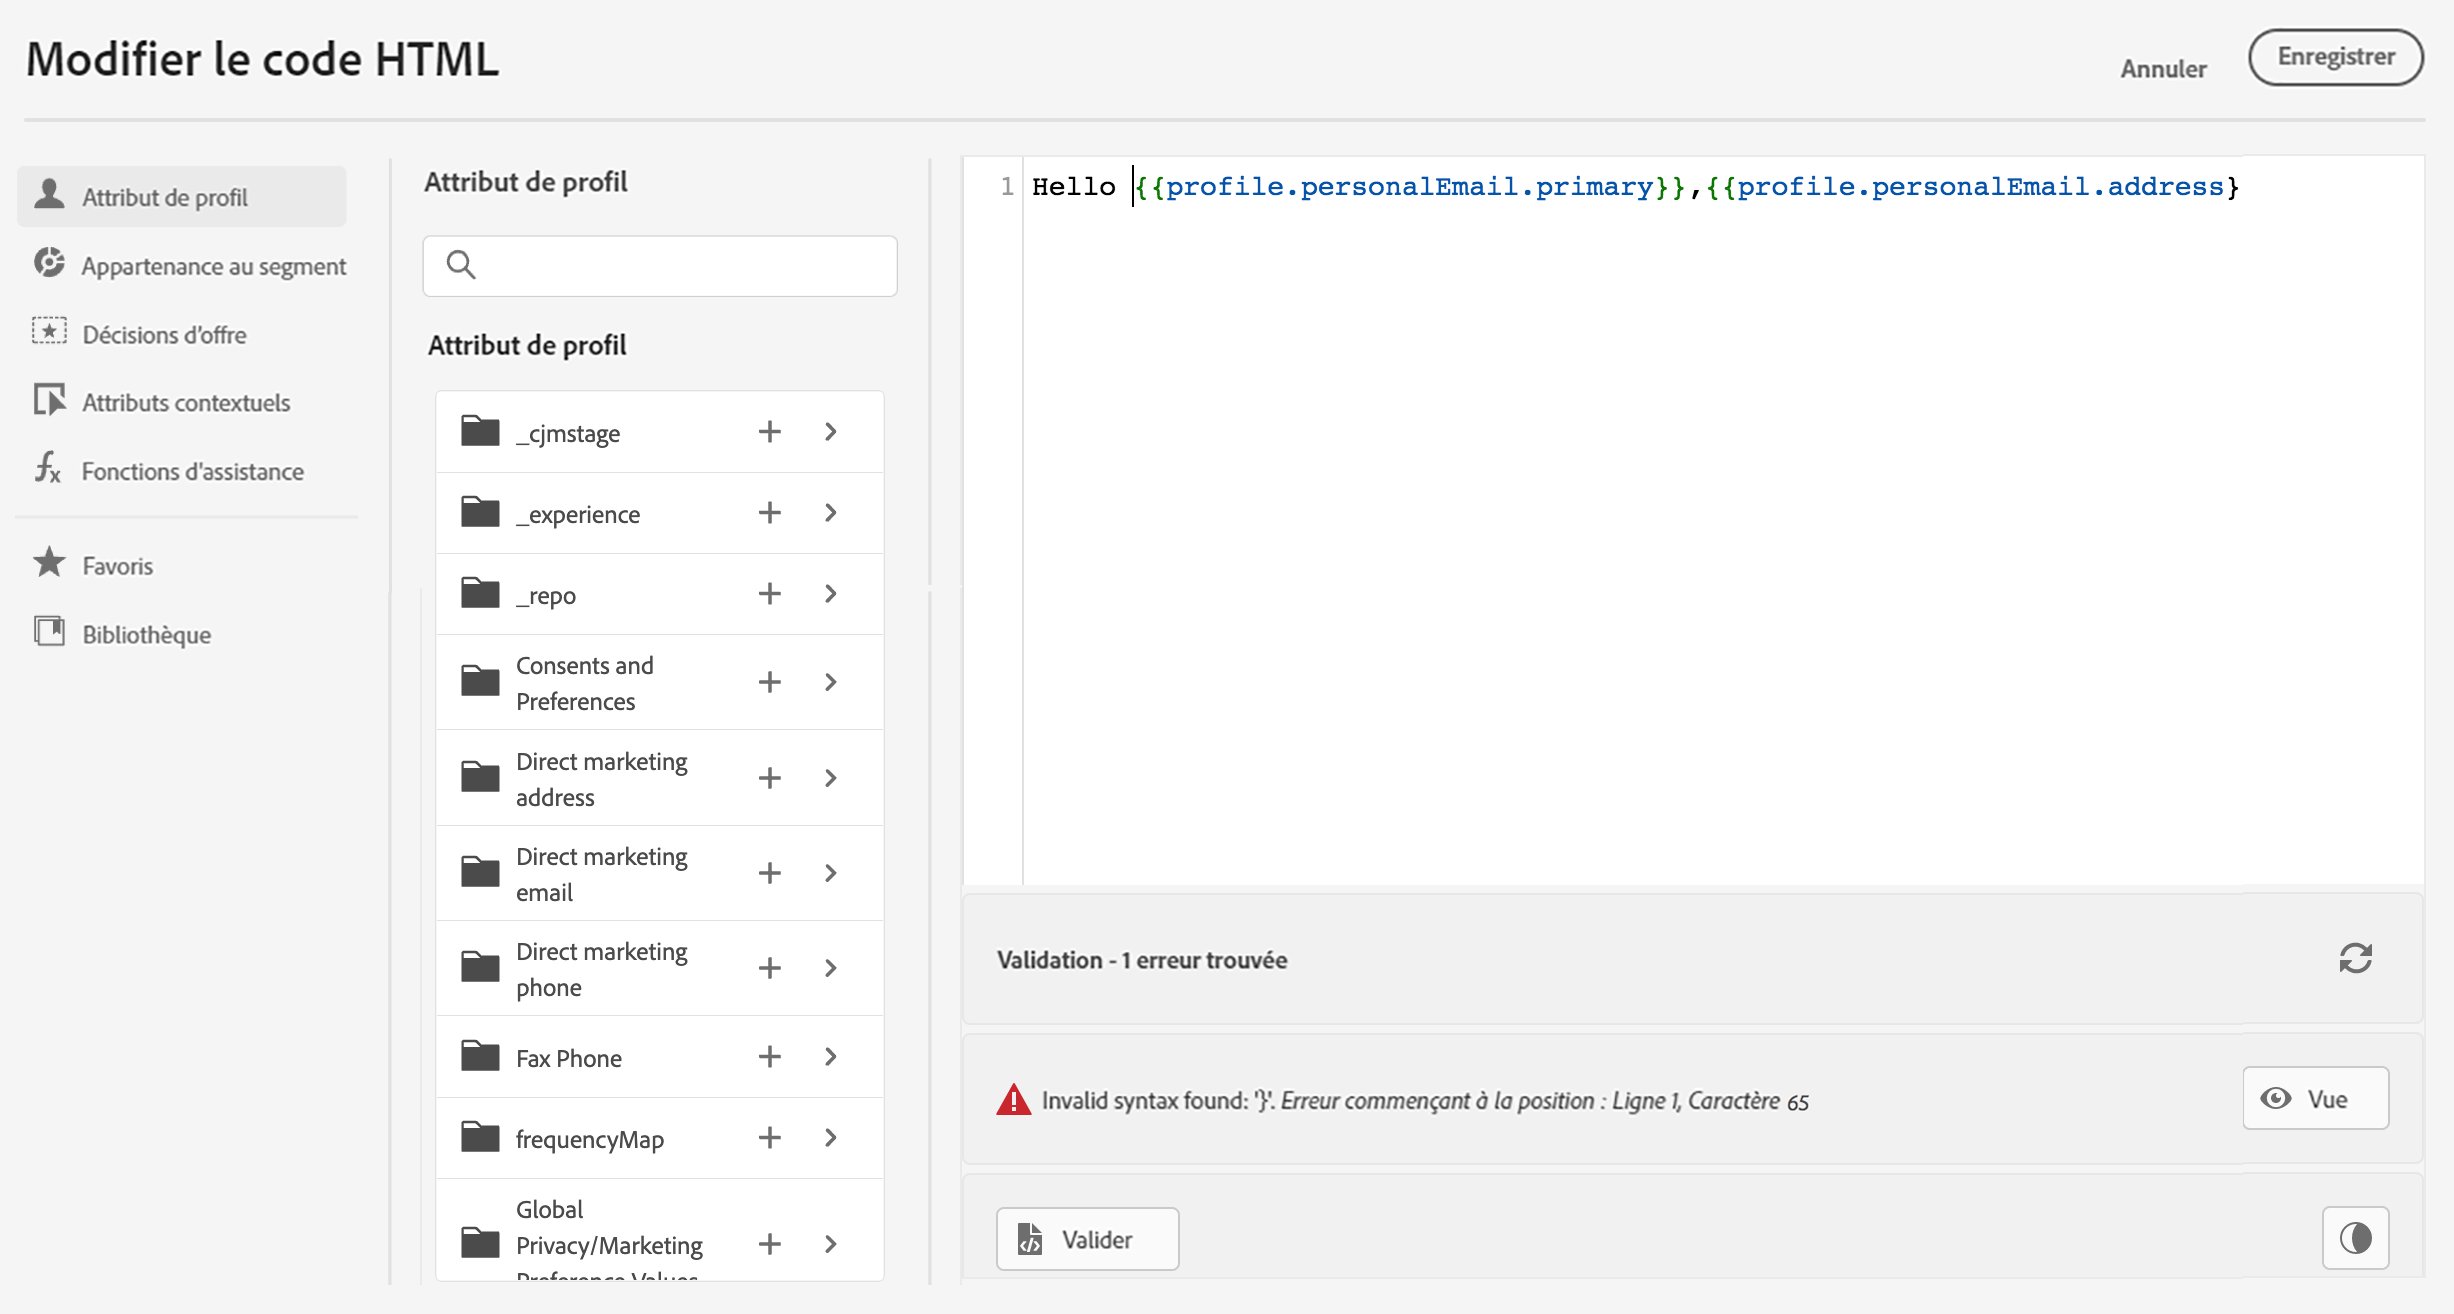 Modifier le code HTML
Annuler
Enregistrer
Attribut de profil
Appartenance au segment
Décisions d'offre
Attributs contextuels
Fonctions d'assistance
Favoris
Bibliothèque
Attribut de profil
Attribut de profil
_cjmstage
_experience
_repo
Consents and
Preferences
Direct marketing
address
Direct marketing
email
Direct marketing
phone
Fax Phone
frequencyMap
Global
Privacy/Marketing
Preference Values
1 Hello {{profile.personalEmail.primary}},{{profile.personalEmail.address}
Validation - 1 erreur trouvée
Invalid syntax found: '}'. Erreur commençant à la position : Ligne 1, Caractère 65
Vue
Valider